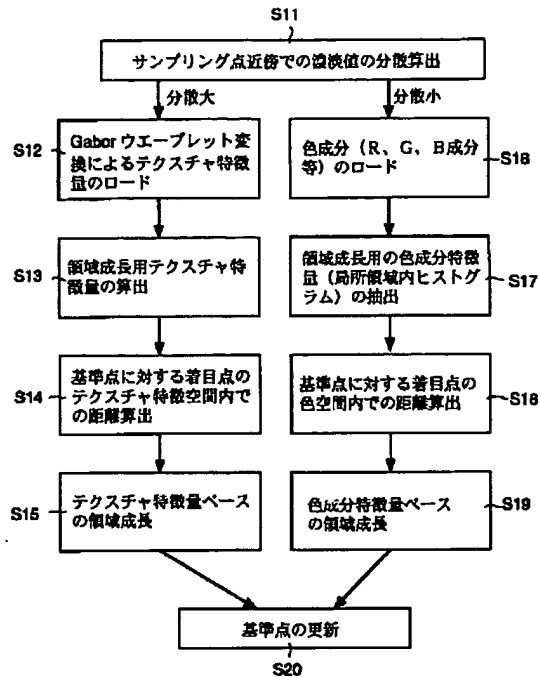 S11
サンプリング点近傍での濃淡値の分散算出
分散大
分散小
S12
Gaborウエーブレット変
換によるテクスチャ特徴
量のロード
色成分（R、G、B成分
等）のロード
S18
S13
領域成長用テクスチャ特
徴量の算出
領域成長用の色成分特徴
量（局所領域内ヒストグ
ラム）の抽出
S17
S14
基準点に対する着目点の
テクスチャ特徴空間内で
の距離算出
基準点に対する着目点の
色空間内での距離算出
S18
S15
テクスチャ特徴量ベース
の領域成長
色成分特徴量ベース
の領域成長
S19
基準点の更新
S20